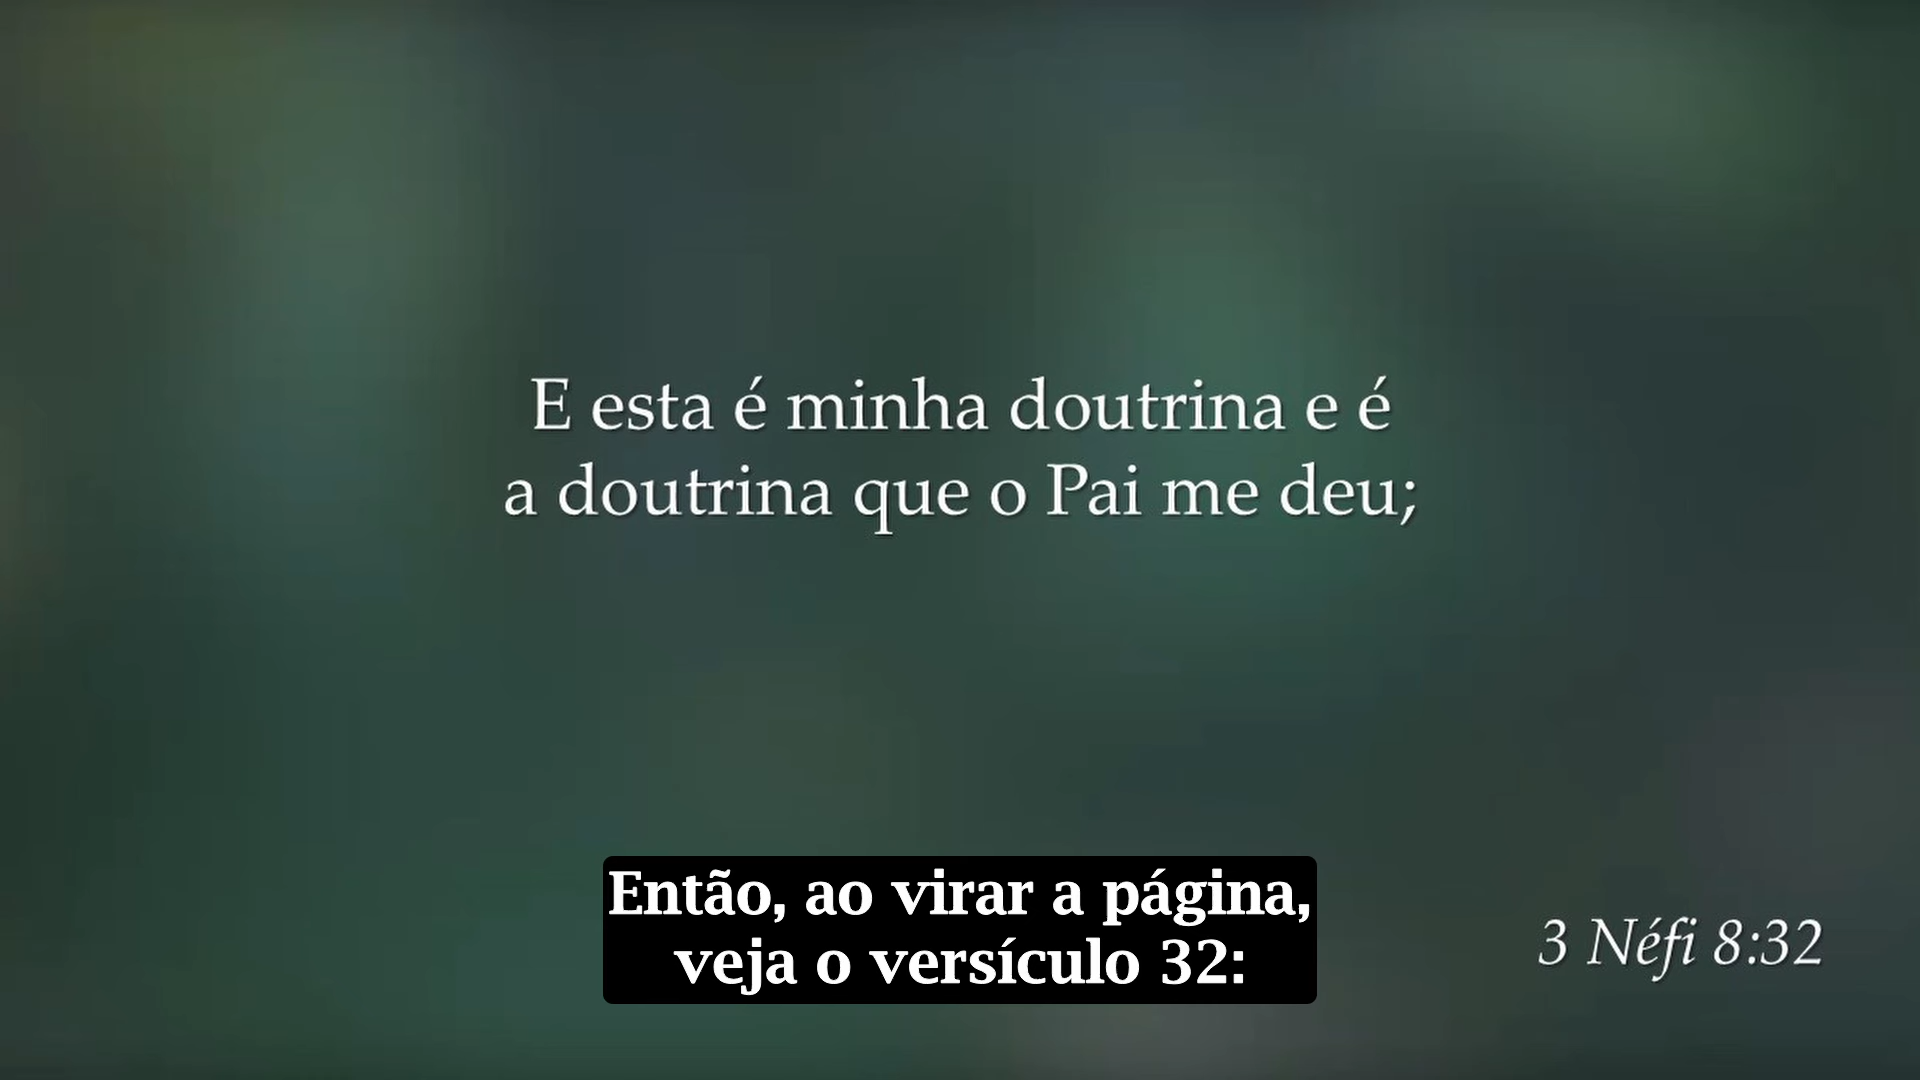 E esta é minha doutrina e é
a doutrina que o Pai me deu;
Então, ao virar a página,
veja o versículo 32:
3 Néfi 8:32